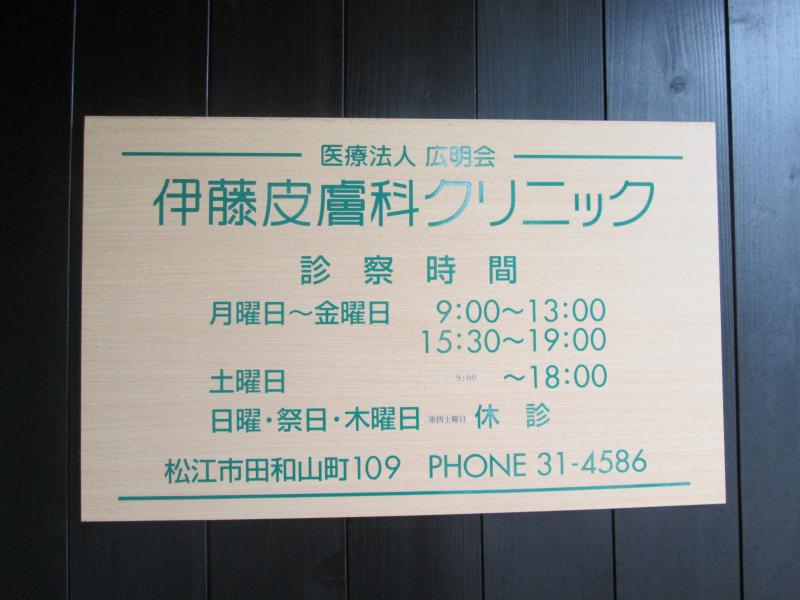 医療法人 広明会
伊藤皮膚科クリニック
診察時間
月曜日～金曜日 9:00～13:00
15:30～19:00
土曜日 9:00 ～18:00
日曜・祭日・木曜日 第四土曜日 休診
松江市田和山町109 PHONE 31-4586